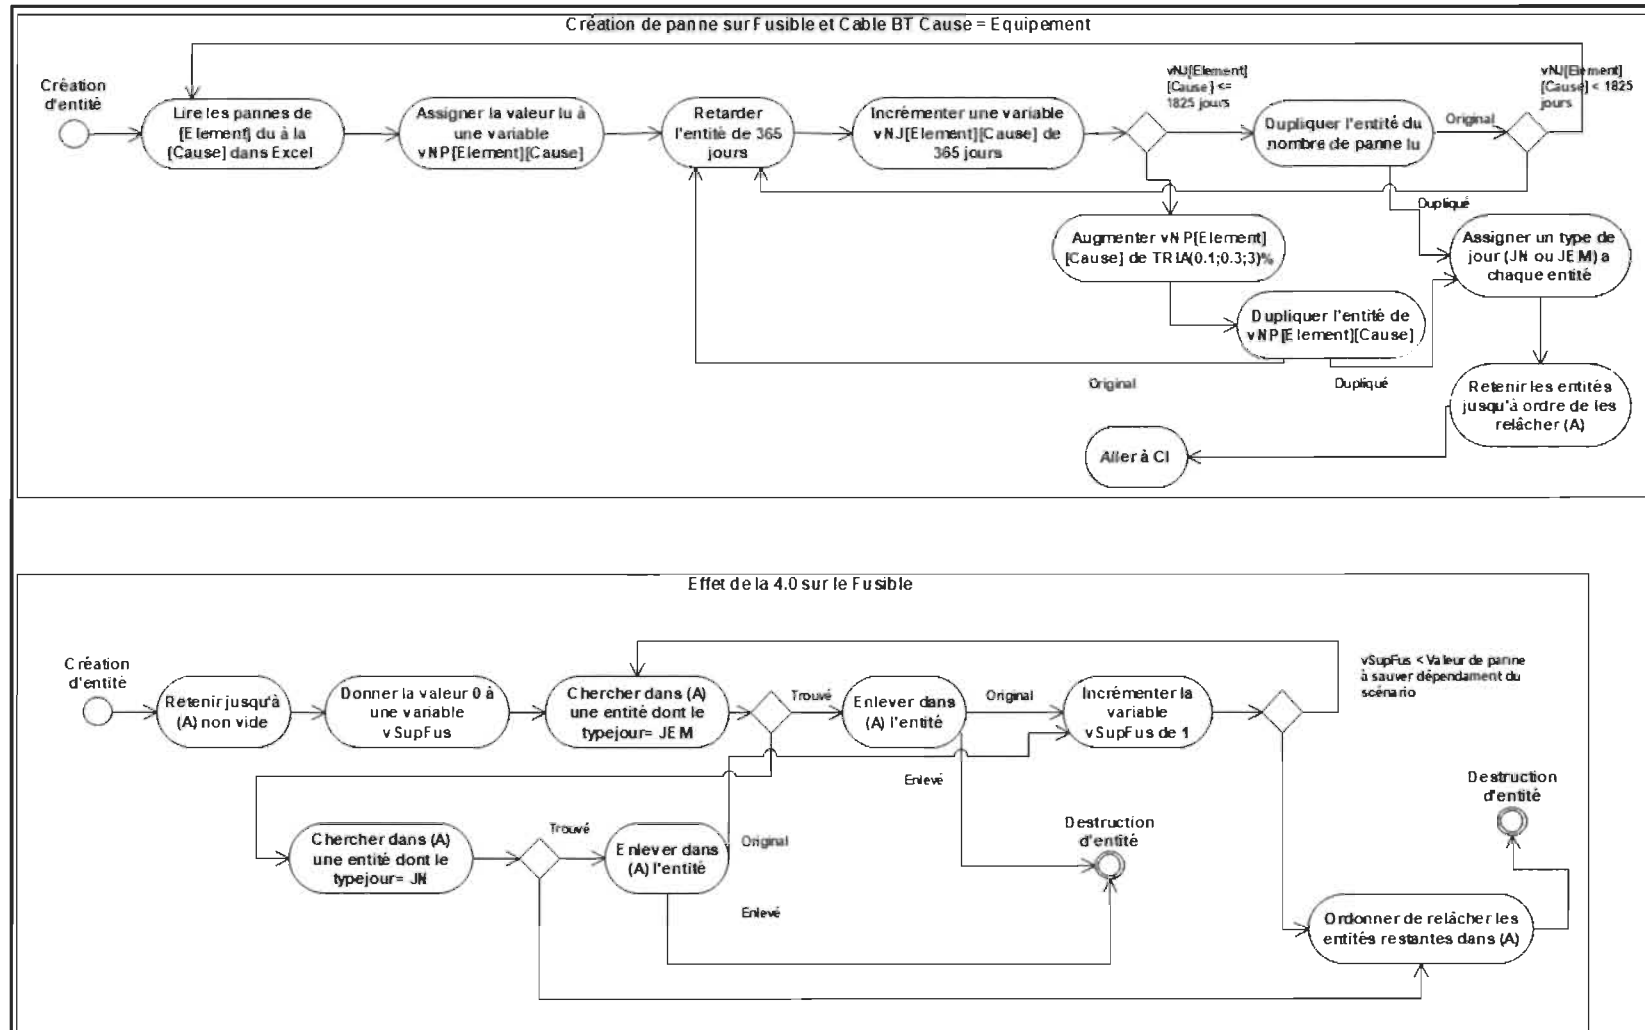 Création de panne sur Fusible et Cable BT Cause = Equipement
Création
d'entité
Lire les pannes de
[Element] du à la
[Cause] dans Excel
Assigner la valeur lu à
une variable
vNP[Element][Cause]
Retarder
l'entité de 365
jours
Incrémenter une variable
vNJ[Element][Cause] de
365 jours
vNJ[Element]
[Cause] <=
1825 jours
Dupliquer l'entité du
nombre de panne lu
Original
vNJ[Element]
[Cause] < 1825
jours
Dupliqué
Augmenter vNP[Element]
[Cause] de TRIA(0.1;0.3;3)%
Assigner un type de
jour (JN ou JEM) a
chaque entité
Dupliquer l'entité de
vNP[Element][Cause]
Original
Dupliqué
Retenir les entités
jusqu'à ordre de les
relâcher (A)
Aller à CI
Effet de la 4.0 sur le Fusible
Création
d'entité
Retenir jusqu'à
(A) non vide
Donner la valeur 0 à
une variable
vSupFus
Chercher dans (A)
une entité dont le
typejour= JEM
Trouvé
Enlever dans
(A) l'entité
Original
Incrémenter la
variable
vSupFus de 1
vSupFus < Valeur de panne
à sauver dépendament du
scénario
Enlevé
Destruction
d'entité
Destruction
d'entité
Chercher dans (A)
une entité dont le
typejour= JN
Trouvé
Enlever dans
(A) l'entité
Original
Enlevé
Ordonner de relâcher les
entités restantes dans (A)